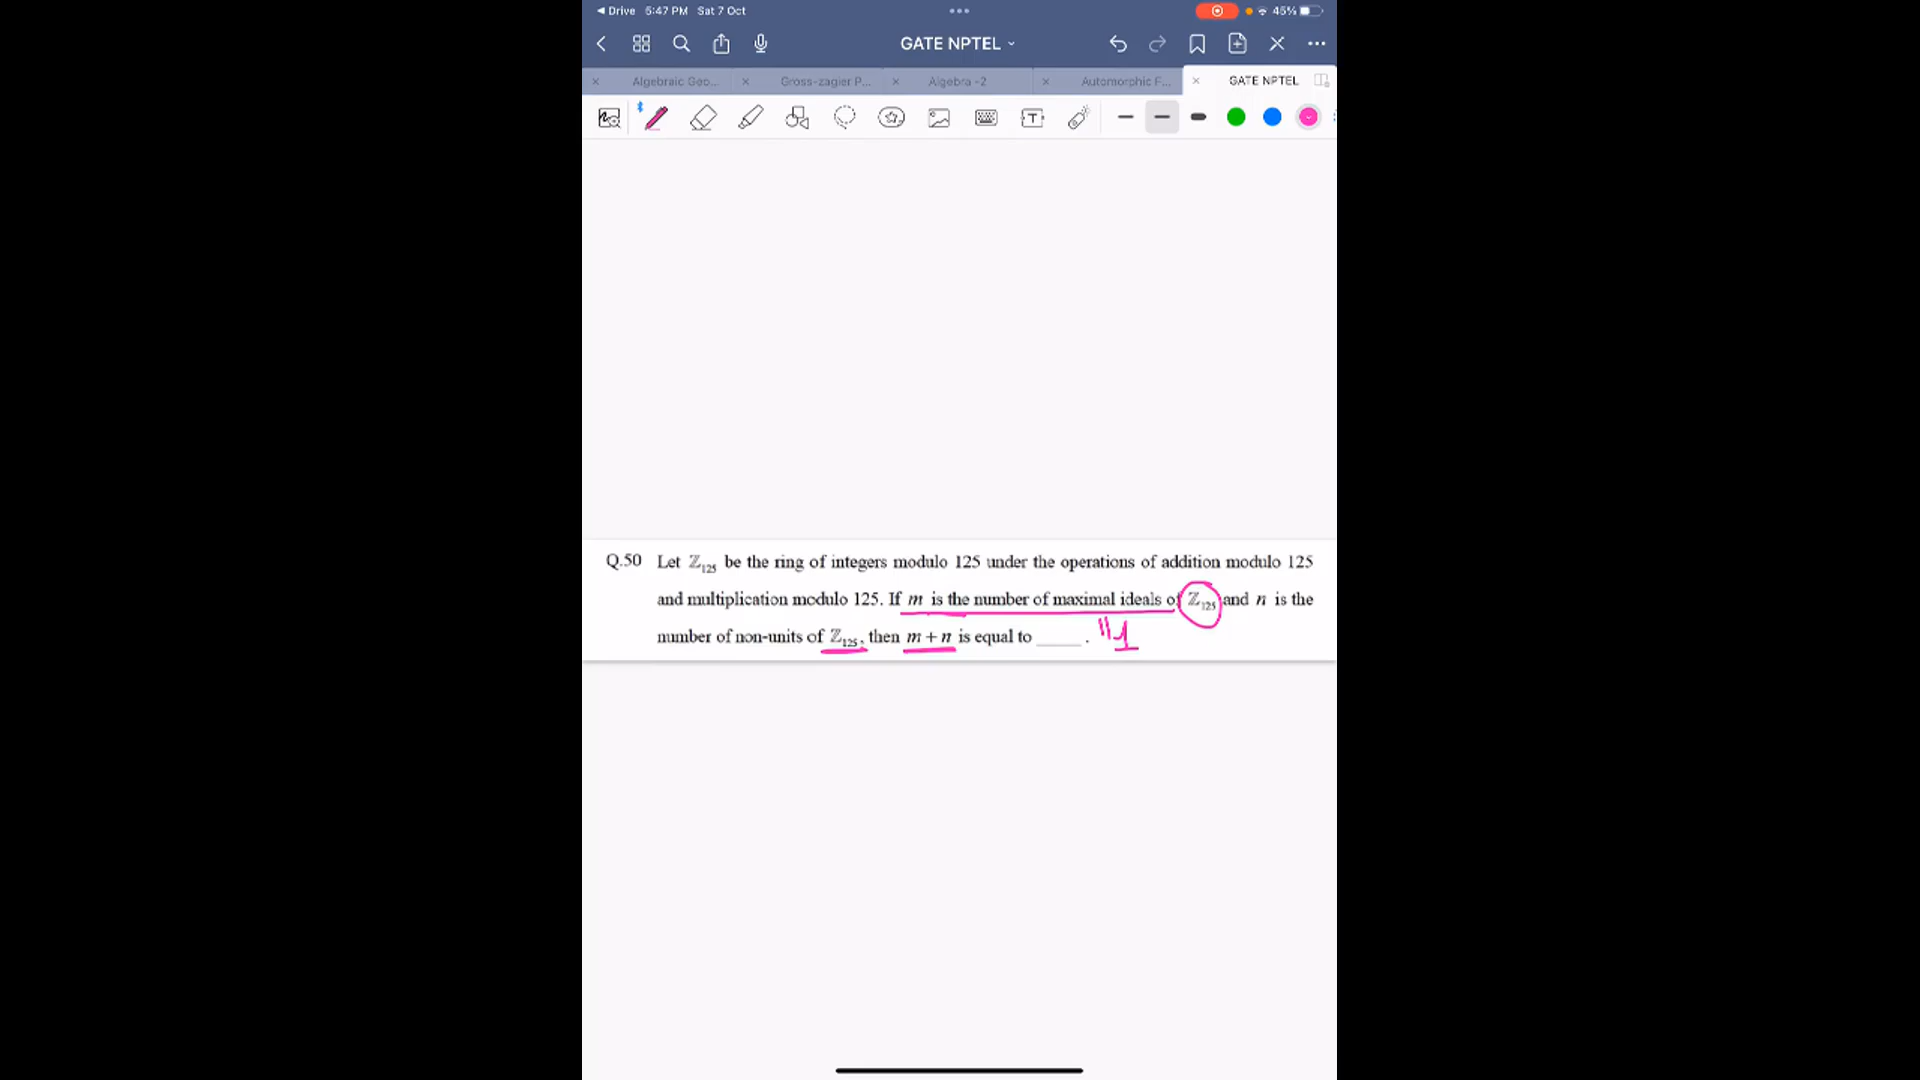 Drive 5:47 PM Sat 7 Oct 45%
GATE NPTEL
Algebraic Geo... Gross-zagier P... Algebra -2 Automorphic F... GATE NPTEL
T
Q.50 Let ℤ₁₂₅ be the ring of integers modulo 125 under the operations of addition modulo 125
and multiplication modulo 125. If m is the number of maximal ideals of ℤ₁₂₅ and n is the
number of non-units of ℤ₁₂₅, then m + n is equal to _____ .
"1